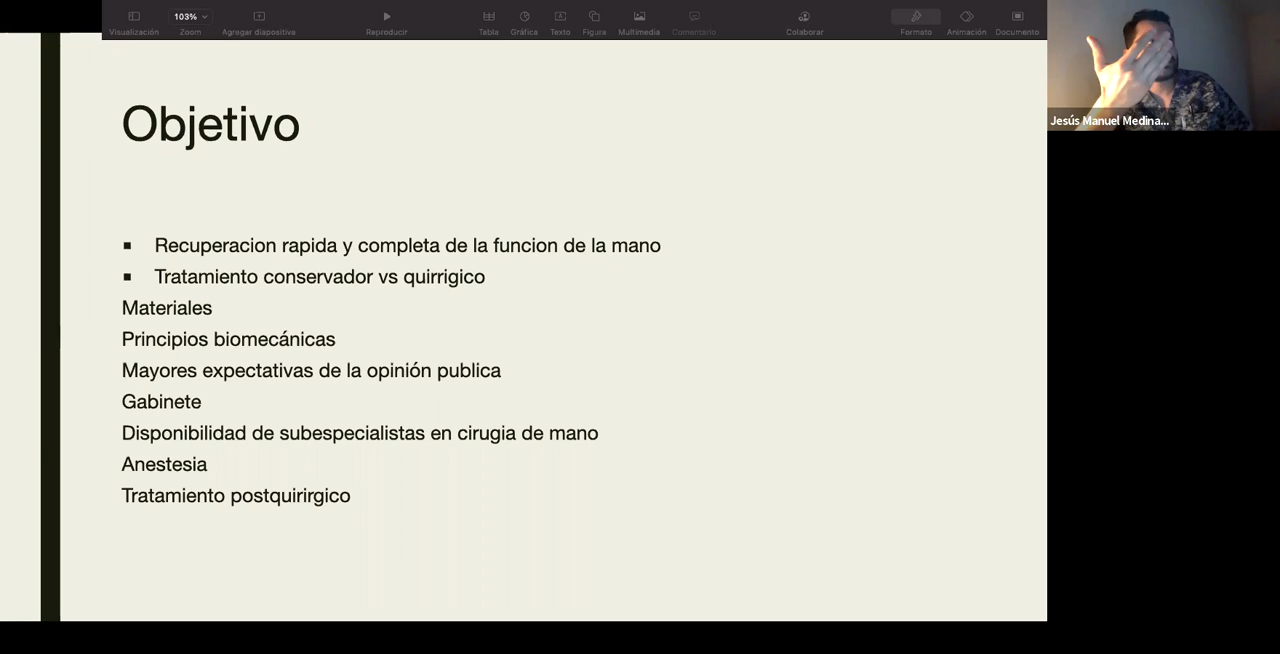 103%
Visualización Zoom Agregar diapositiva Reproducir Tabla Gráfica Texto Figura Multimedia Comentario Colaborar Formato Animación Documento
Jesús Manuel Medina...
Objetivo
Recuperacion rapida y completa de la funcion de la mano
Tratamiento conservador vs quirrigico
Materiales
Principios biomecánicas
Mayores expectativas de la opinión publica
Gabinete
Disponibilidad de subespecialistas en cirugia de mano
Anestesia
Tratamiento postquirirgico